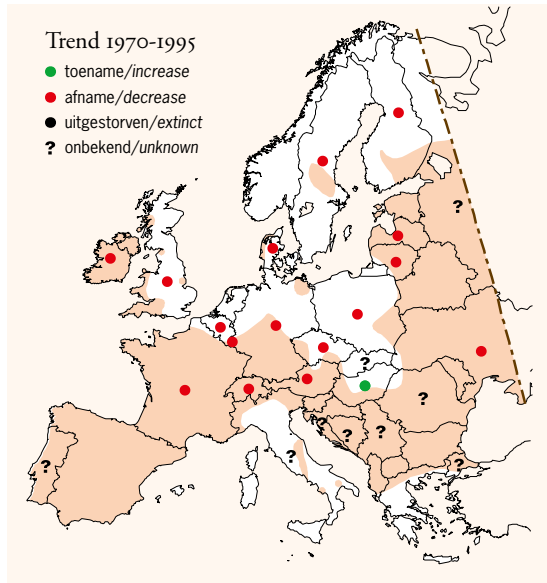 Trend 1970-1995
toename/increase
afname/decrease
uitgestorven/extinct
? onbekend/unknown
?
?
?
?
?
?
?
?
?